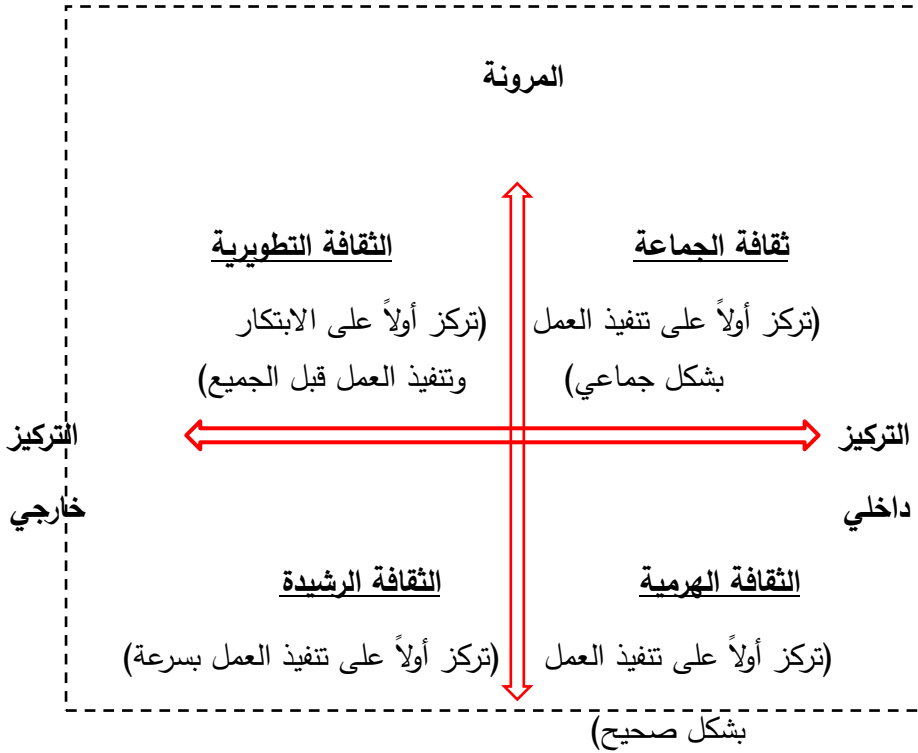 المرونة
ثقافة الجماعة
(تركز أولاً على تنفيذ العمل
بشكل جماعي)
الثقافة التطويرية
(تركز أولاً على الابتكار
وتنفيذ العمل قبل الجميع)
التركيز
داخلي
التركيز
خارجي
الثقافة الهرمية
(تركز أولاً على تنفيذ العمل
بشكل صحيح)
الثقافة الرشيدة
(تركز أولاً على تنفيذ العمل بسرعة)